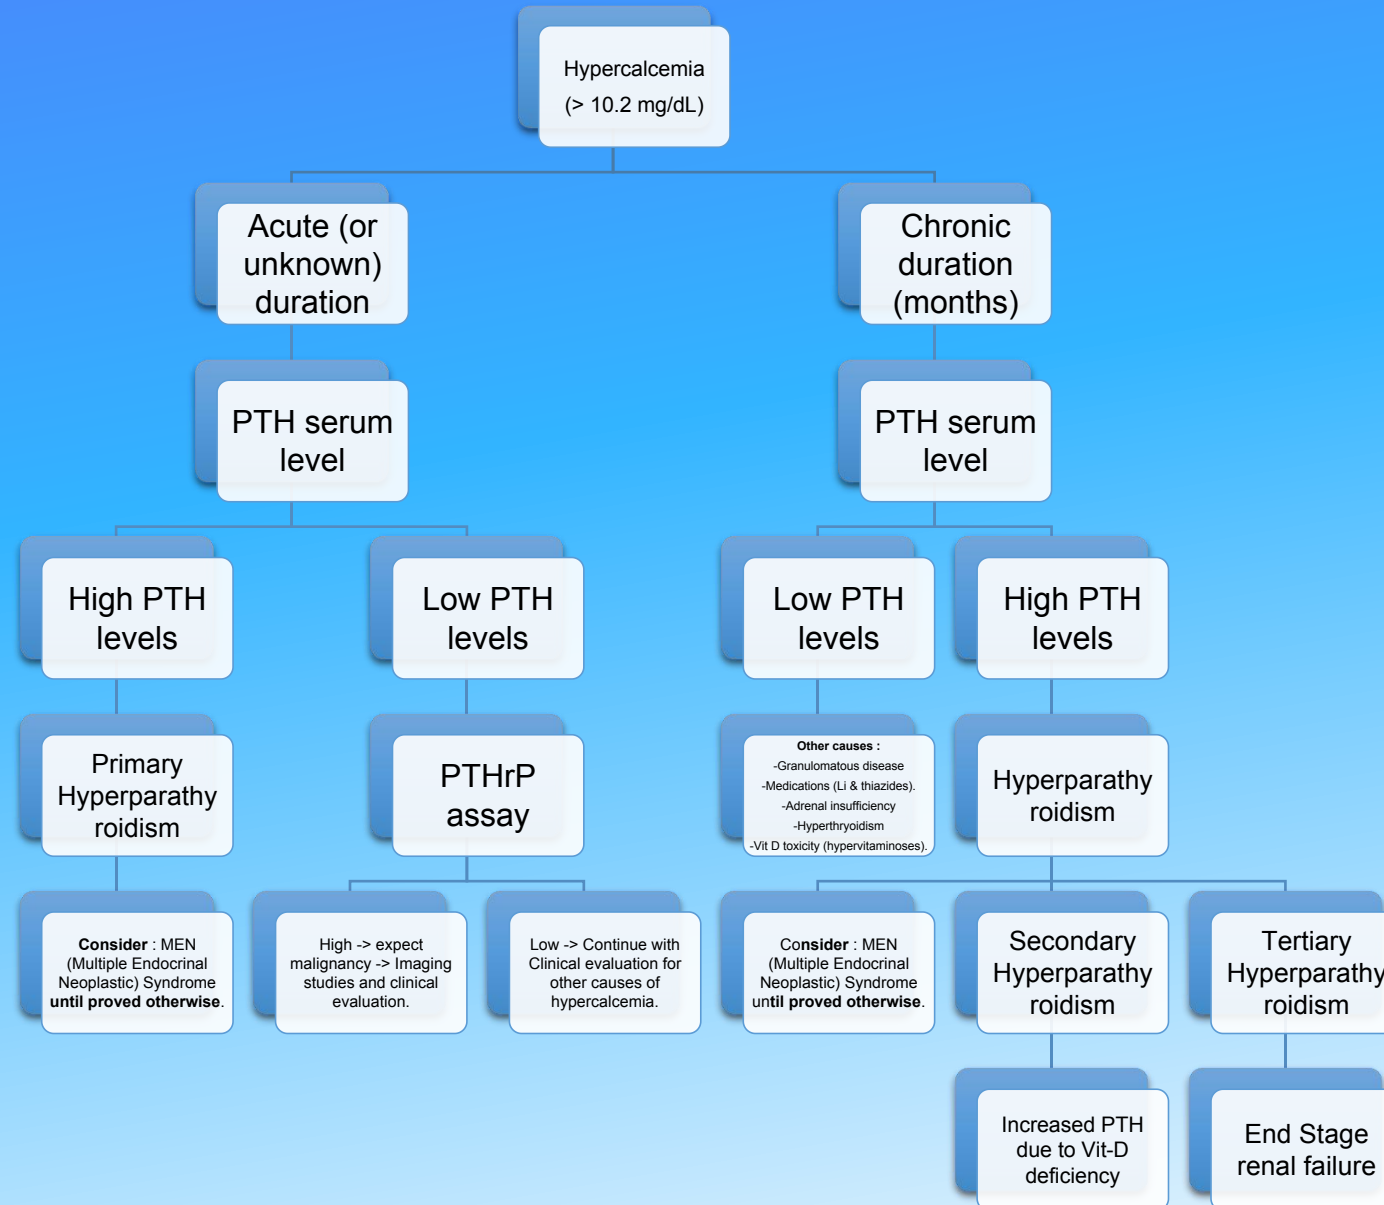 Hypercalcemia
(> 10.2 mg/dL)
Acute (or
unknown)
duration
Chronic
duration
(months)
PTH serum
level
PTH serum
level
High PTH
levels
Low PTH
levels
Low PTH
levels
High PTH
levels
Primary
Hyperparathy
roidism
PTHrP
assay
Other causes :
-Granulomatous disease
-Medications (Li & thiazides).
-Adrenal insufficiency
-Hyperthryoidism
-Vit D toxicity (hypervitaminoses).
Hyperparathy
roidism
Consider : MEN
(Multiple Endocrinal
Neoplastic) Syndrome
until proved otherwise.
High -> expect
malignancy -> Imaging
studies and clinical
evaluation.
Low -> Continue with
Clinical evaluation for
other causes of
hypercalcemia.
Consider : MEN
(Multiple Endocrinal
Neoplastic) Syndrome
until proved otherwise.
Secondary
Hyperparathy
roidism
Tertiary
Hyperparathy
roidism
Increased PTH
due to Vit-D
deficiency
End Stage
renal failure